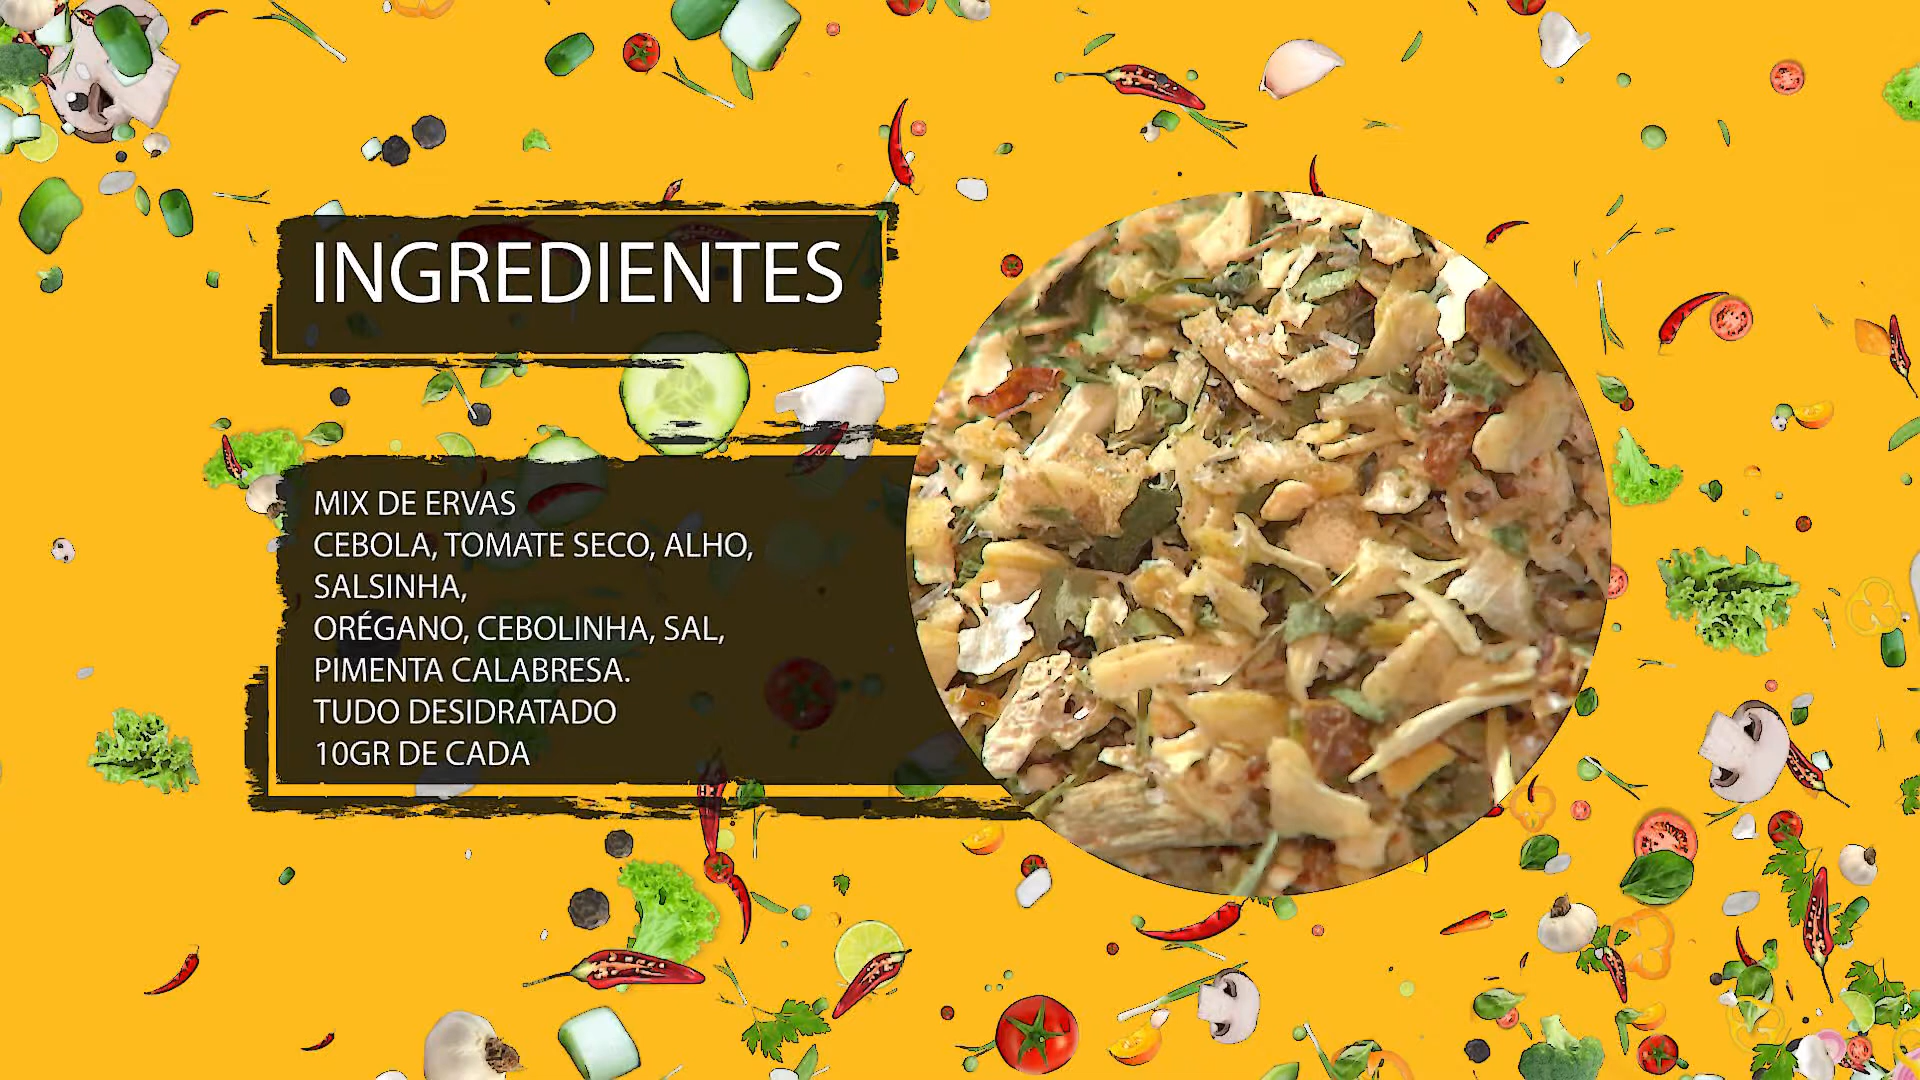 INGREDIENTES
MIX DE ERVAS
CEBOLA, TOMATE SECO, ALHO,
SALSINHA,
ORÉGANO, CEBOLINHA, SAL,
PIMENTA CALABRESA.
TUDO DESIDRATADO
10GR DE CADA